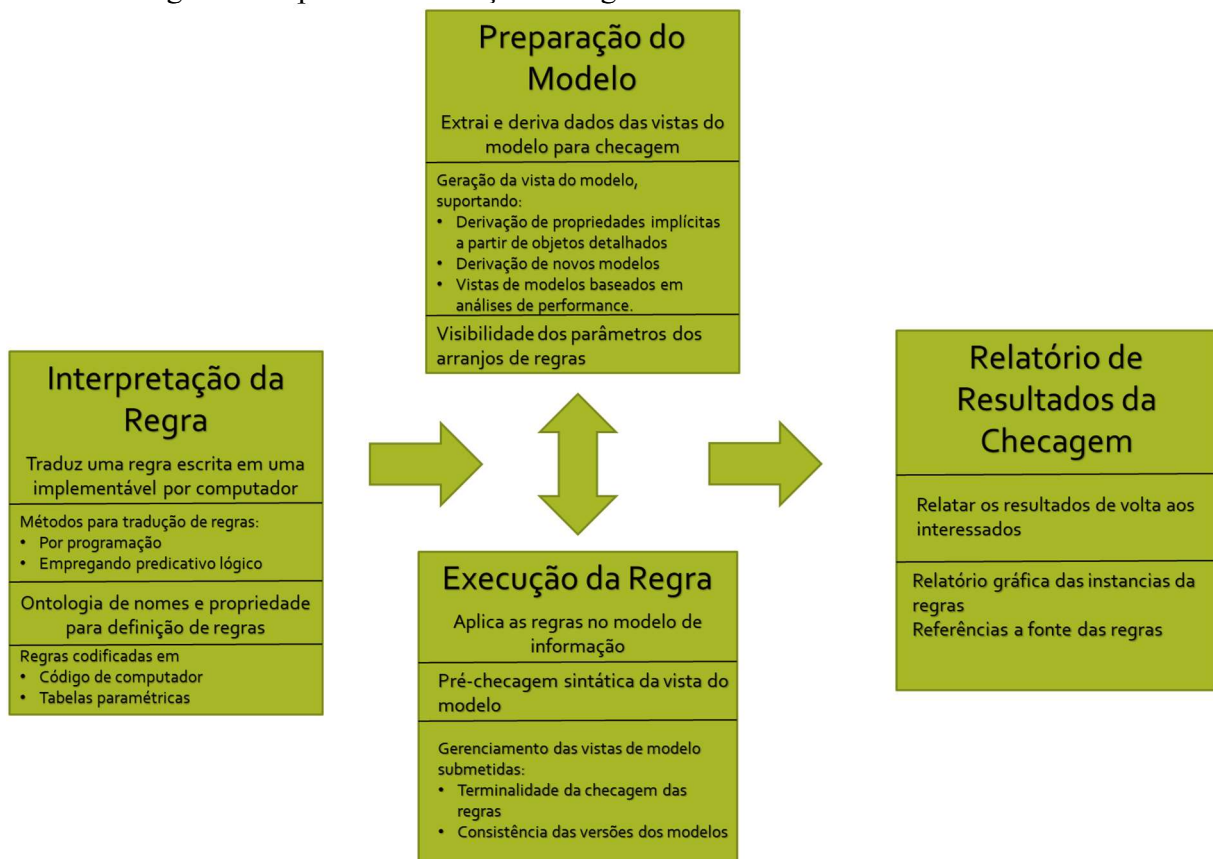 Preparação do
Modelo
Extrai e deriva dados das vistas do
modelo para checagem
Geração da vista do modelo,
suportando:
• Derivação de propriedades implícitas
a partir de objetos detalhados
• Derivação de novos modelos
• Vistas de modelos baseados em
análises de performance.
Visibilidade dos parâmetros dos
arranjos de regras
Interpretação da
Regra
Traduz uma regra escrita em uma
implementável por computador
Métodos para tradução de regras:
• Por programação
• Empregando predicativo lógico
Ontologia de nomes e propriedade
para definição de regras
Regras codificadas em
• Código de computador
• Tabelas paramétricas
Execução da Regra
Aplica as regras no modelo de
informação
Pré-checagem sintática da vista do
modelo
Gerenciamento das vistas de modelo
submetidas:
• Terminalidade da checagem das
regras
• Consistência das versões dos modelos
Relatório de
Resultados da
Checagem
Relatar os resultados de volta aos
interessados
Relatório gráfica das instancias da
regras
Referências a fonte das regras